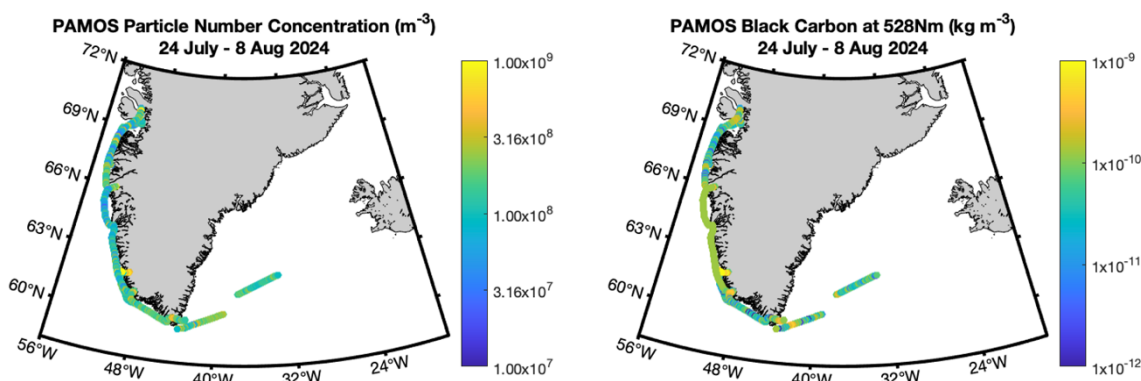 PAMOS Particle Number Concentration (m⁻³)
24 July - 8 Aug 2024
72°N
69°N
66°N
63°N
60°N
56°W
48°W
40°W
32°W
24°W
1.00x10⁹
3.16x10⁸
1.00x10⁸
3.16x10⁷
1.00x10⁷
PAMOS Black Carbon at 528Nm (kg m⁻³)
24 July - 8 Aug 2024
72°N
69°N
66°N
63°N
60°N
56°W
48°W
40°W
32°W
24°W
1x10⁻⁹
1x10⁻¹⁰
1x10⁻¹¹
1x10⁻¹²